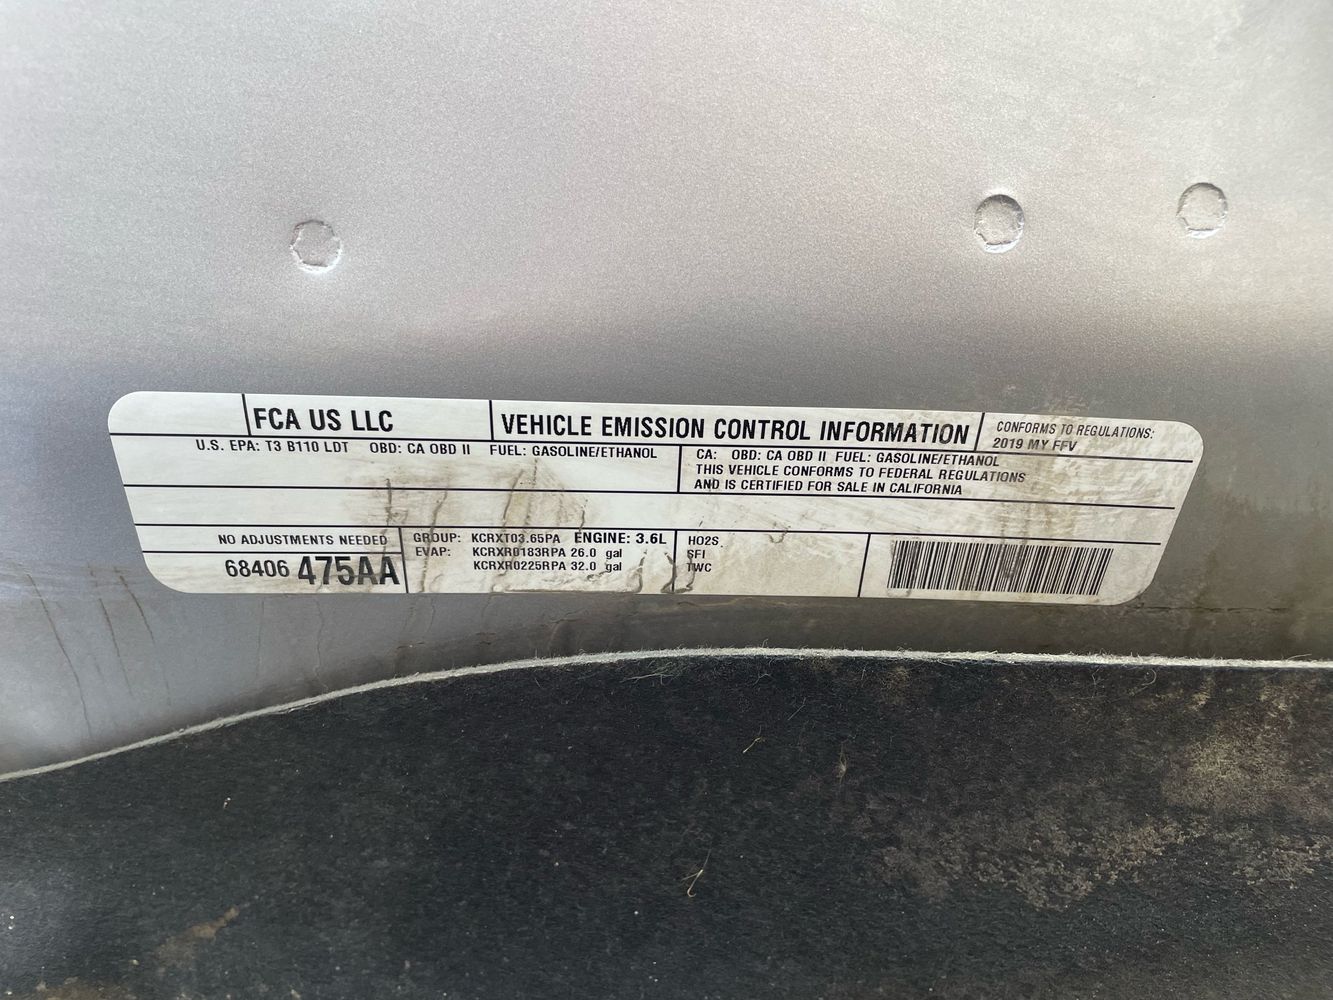 FCA US LLC
VEHICLE EMISSION CONTROL INFORMATION
CONFORMS TO REGULATIONS:
2019 MY FFV
U.S. EPA: T3 B110 LDT OBD: CA OBD II FUEL: GASOLINE/ETHANOL
CA: OBD: CA OBD II FUEL: GASOLINE/ETHANOL
THIS VEHICLE CONFORMS TO FEDERAL REGULATIONS
AND IS CERTIFIED FOR SALE IN CALIFORNIA
NO ADJUSTMENTS NEEDED
68406 475AA
GROUP: KCRXT03.65PA ENGINE: 3.6L
EVAP: KCRXR0183RPA 26.0 gal
KCRXR0225RPA 32.0 gal
HO2S
SFI
TWC